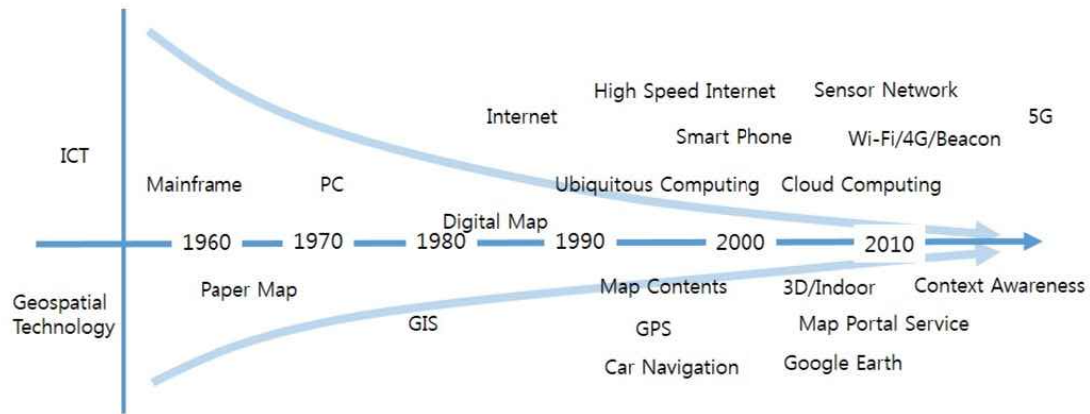 High Speed Internet
Sensor Network
Internet
5G
Smart Phone
Wi-Fi/4G/Beacon
ICT
Mainframe
PC
Ubiquitous Computing
Cloud Computing
Digital Map
1960
1970
1980
1990
2000
2010
Geospatial
Technology
Paper Map
Map Contents
3D/Indoor
Context Awareness
GIS
GPS
Map Portal Service
Car Navigation
Google Earth